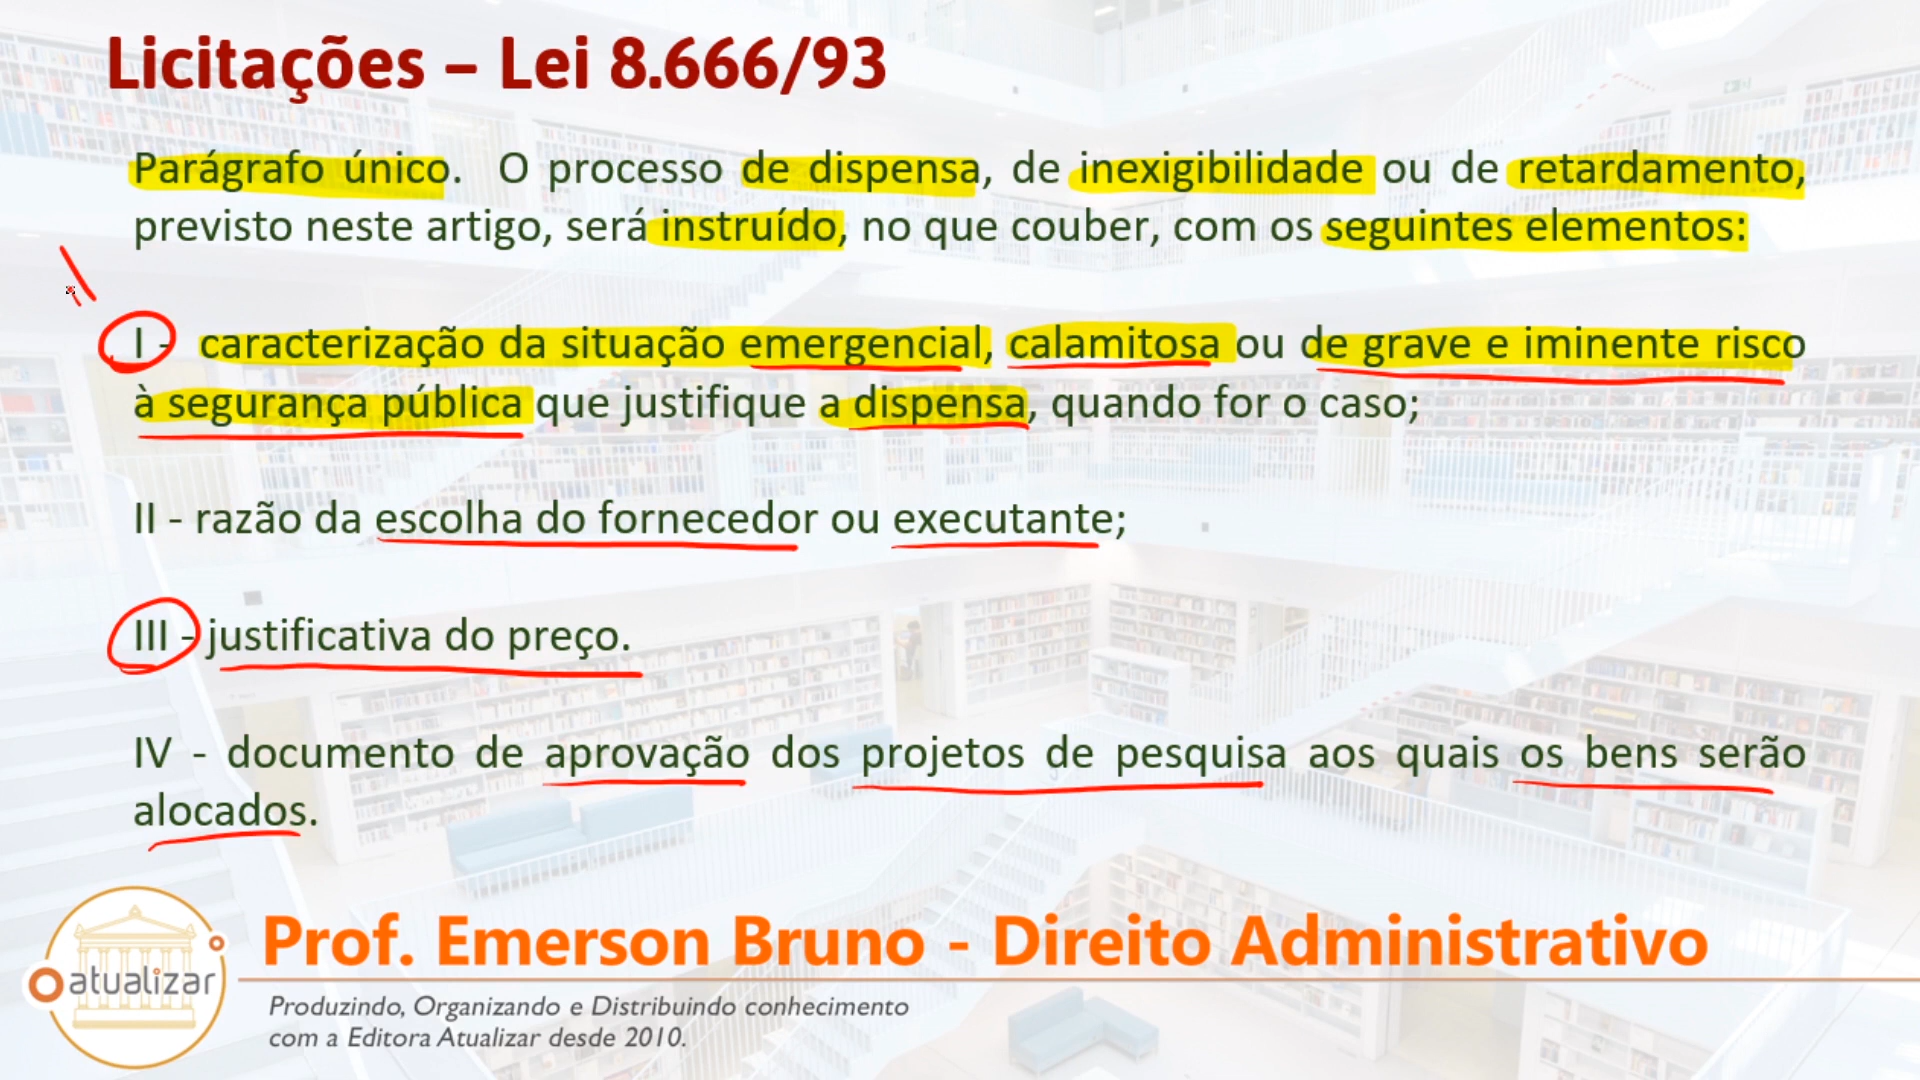 Licitações – Lei 8.666/93
Parágrafo único. O processo de dispensa, de inexigibilidade ou de retardamento,
previsto neste artigo, será instruído, no que couber, com os seguintes elementos:
I - caracterização da situação emergencial, calamitosa ou de grave e iminente risco
à segurança pública que justifique a dispensa, quando for o caso;
II - razão da escolha do fornecedor ou executante;
III - justificativa do preço.
IV - documento de aprovação dos projetos de pesquisa aos quais os bens serão
alocados.
Prof. Emerson Bruno - Direito Administrativo
atualizar
Produzindo, Organizando e Distribuindo conhecimento
com a Editora Atualizar desde 2010.